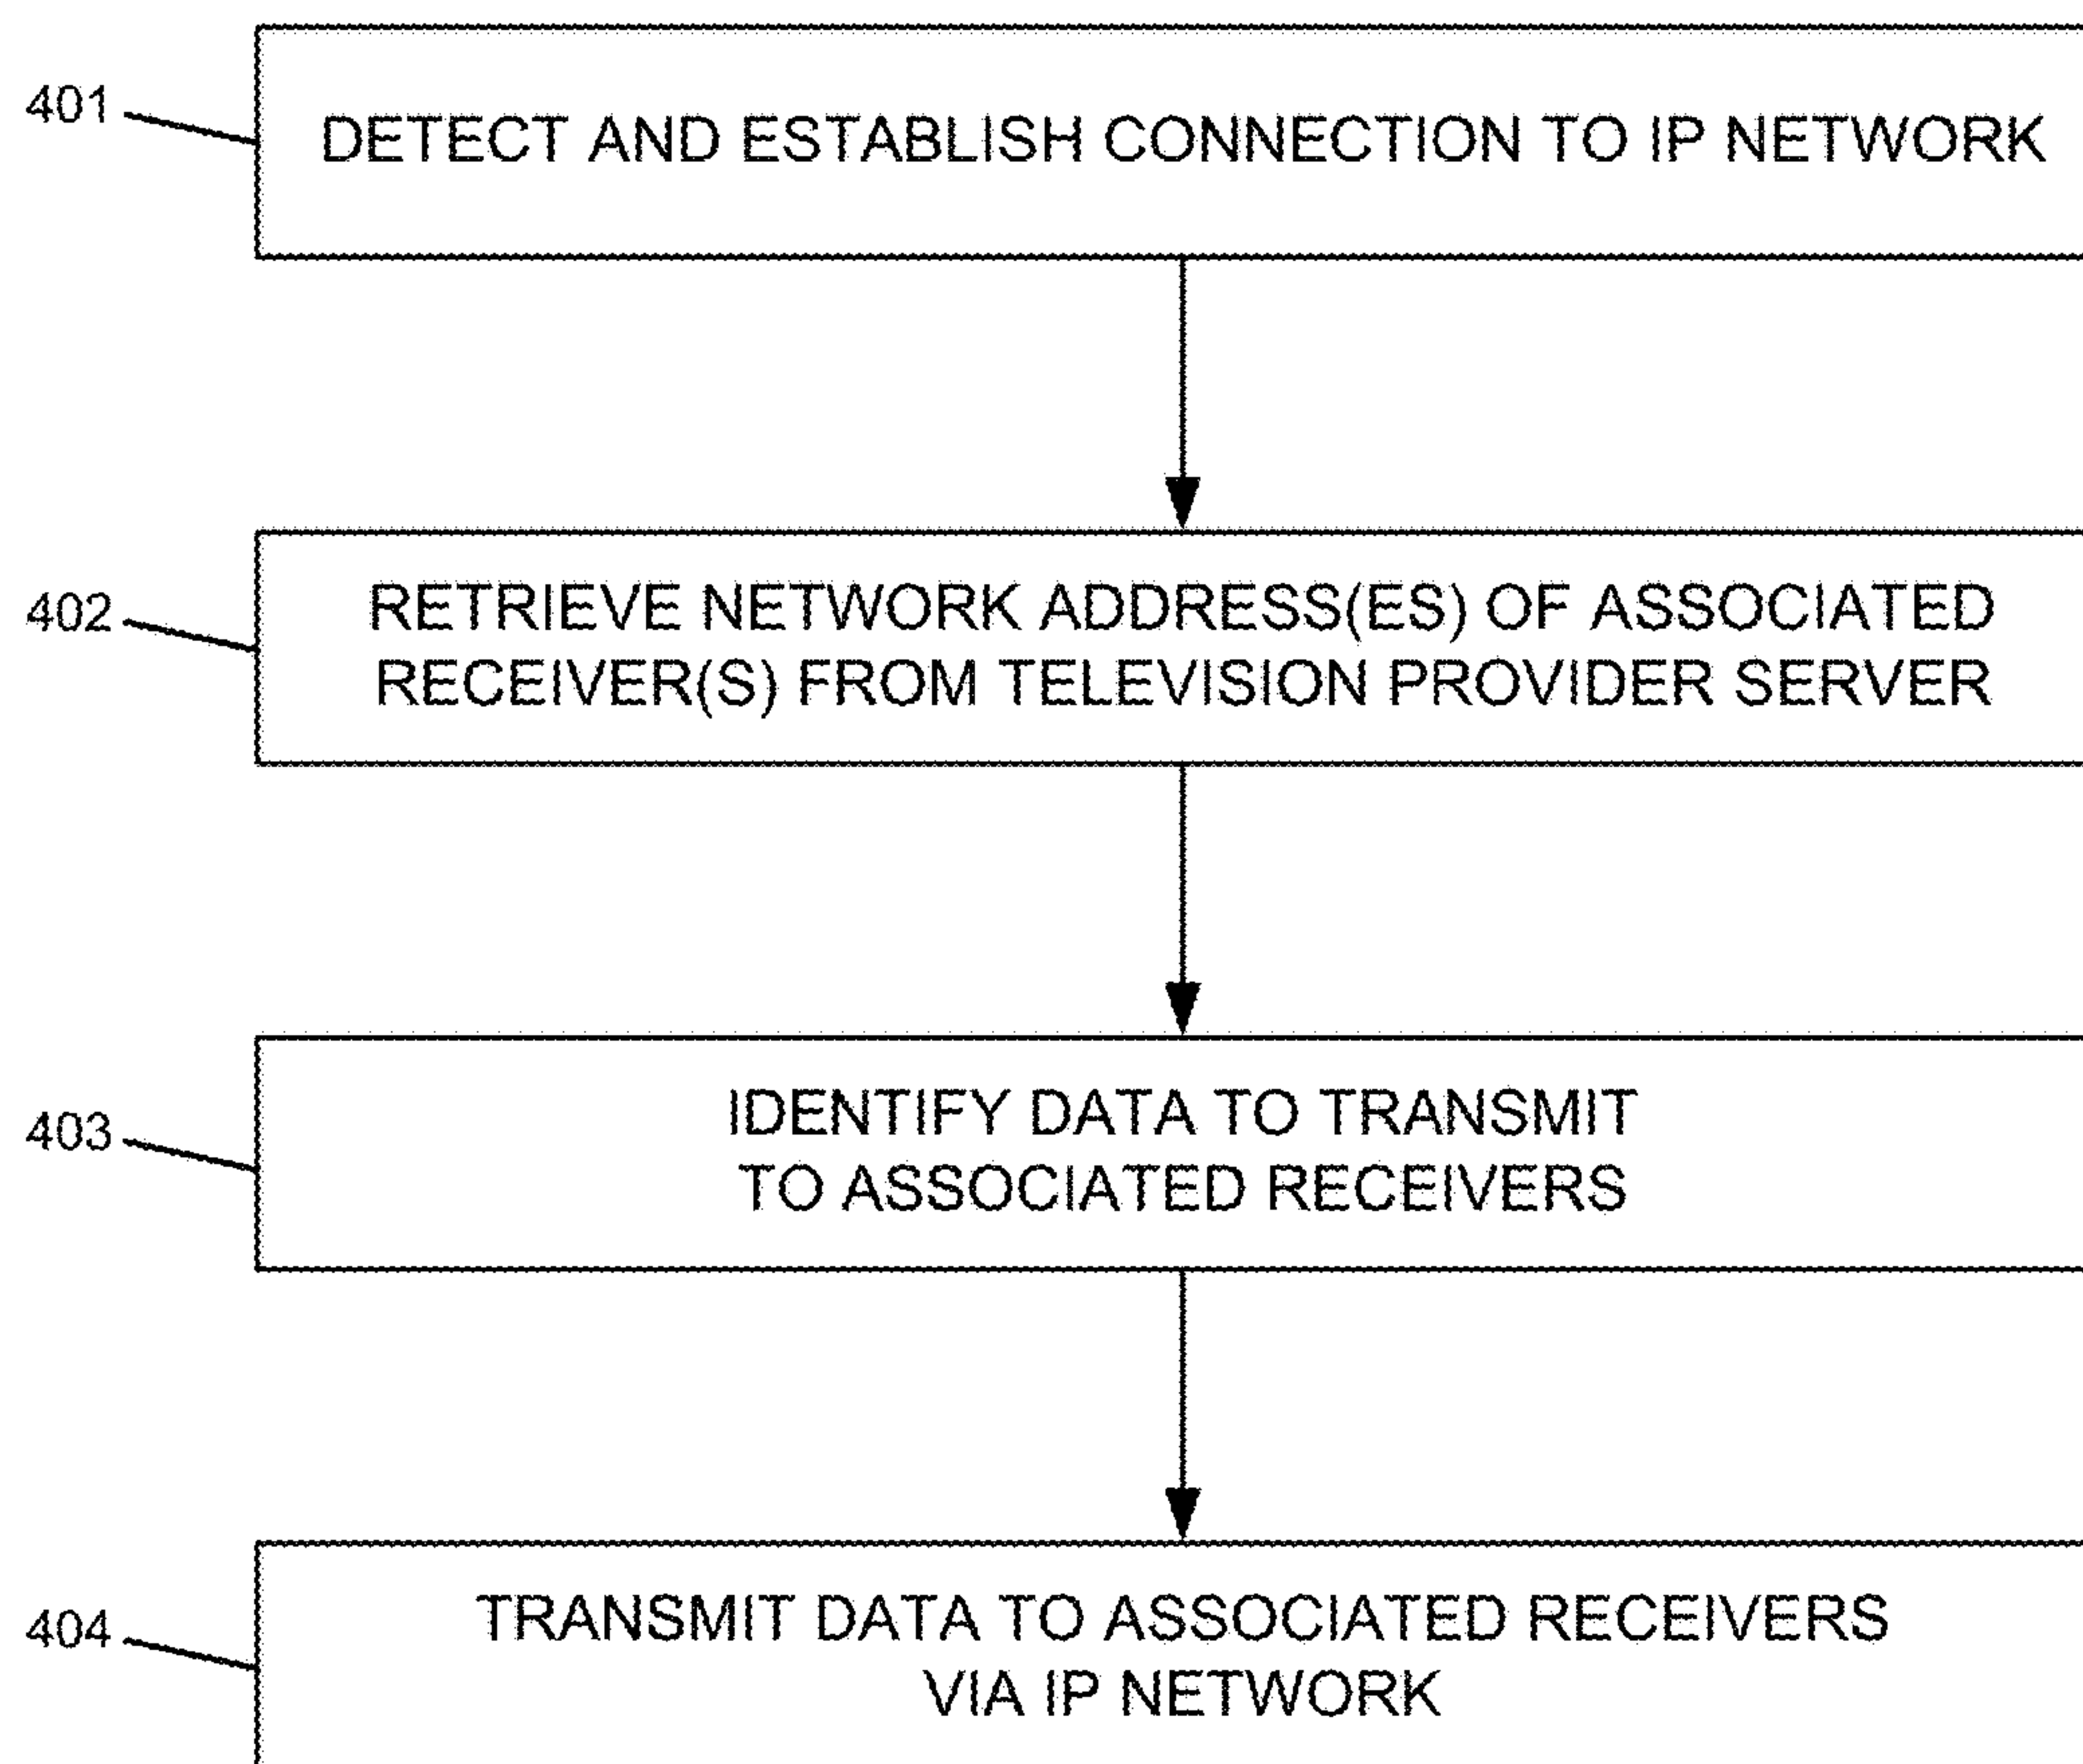 401
DETECT AND ESTABLISH CONNECTION TO IP NETWORK
402
RETRIEVE NETWORK ADDRESS(ES) OF ASSOCIATED
RECEIVER(S) FROM TELEVISION PROVIDER SERVER
403
IDENTIFY DATA TO TRANSMIT
TO ASSOCIATED RECEIVERS
404
TRANSMIT DATA TO ASSOCIATED RECEIVERS
VIA IP NETWORK